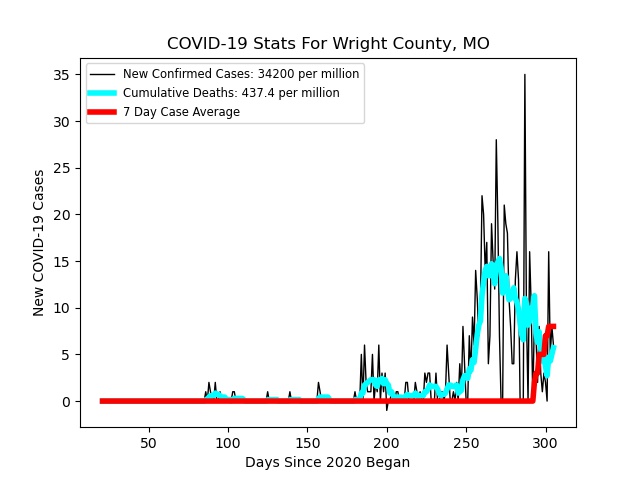 COVID-19 Stats For Wright County, MO
New Confirmed Cases: 34200 per million
Cumulative Deaths: 437.4 per million
7 Day Case Average
35
30
25
20
15
10
5
0
New COVID-19 Cases
50 100 150 200 250 300
Days Since 2020 Began